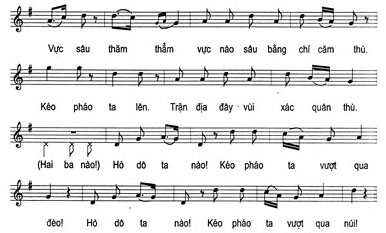 Vực sâu thăm thẳm vực nào sâu bằng chí căm thù.
Kéo pháo ta lên. Trận địa đây vùi xác quân thù.
(Hai ba nào!) Hò dô ta nào! Kéo pháo ta vượt qua
đèo! Hò dô ta nào! Kéo pháo ta vượt qua núi!